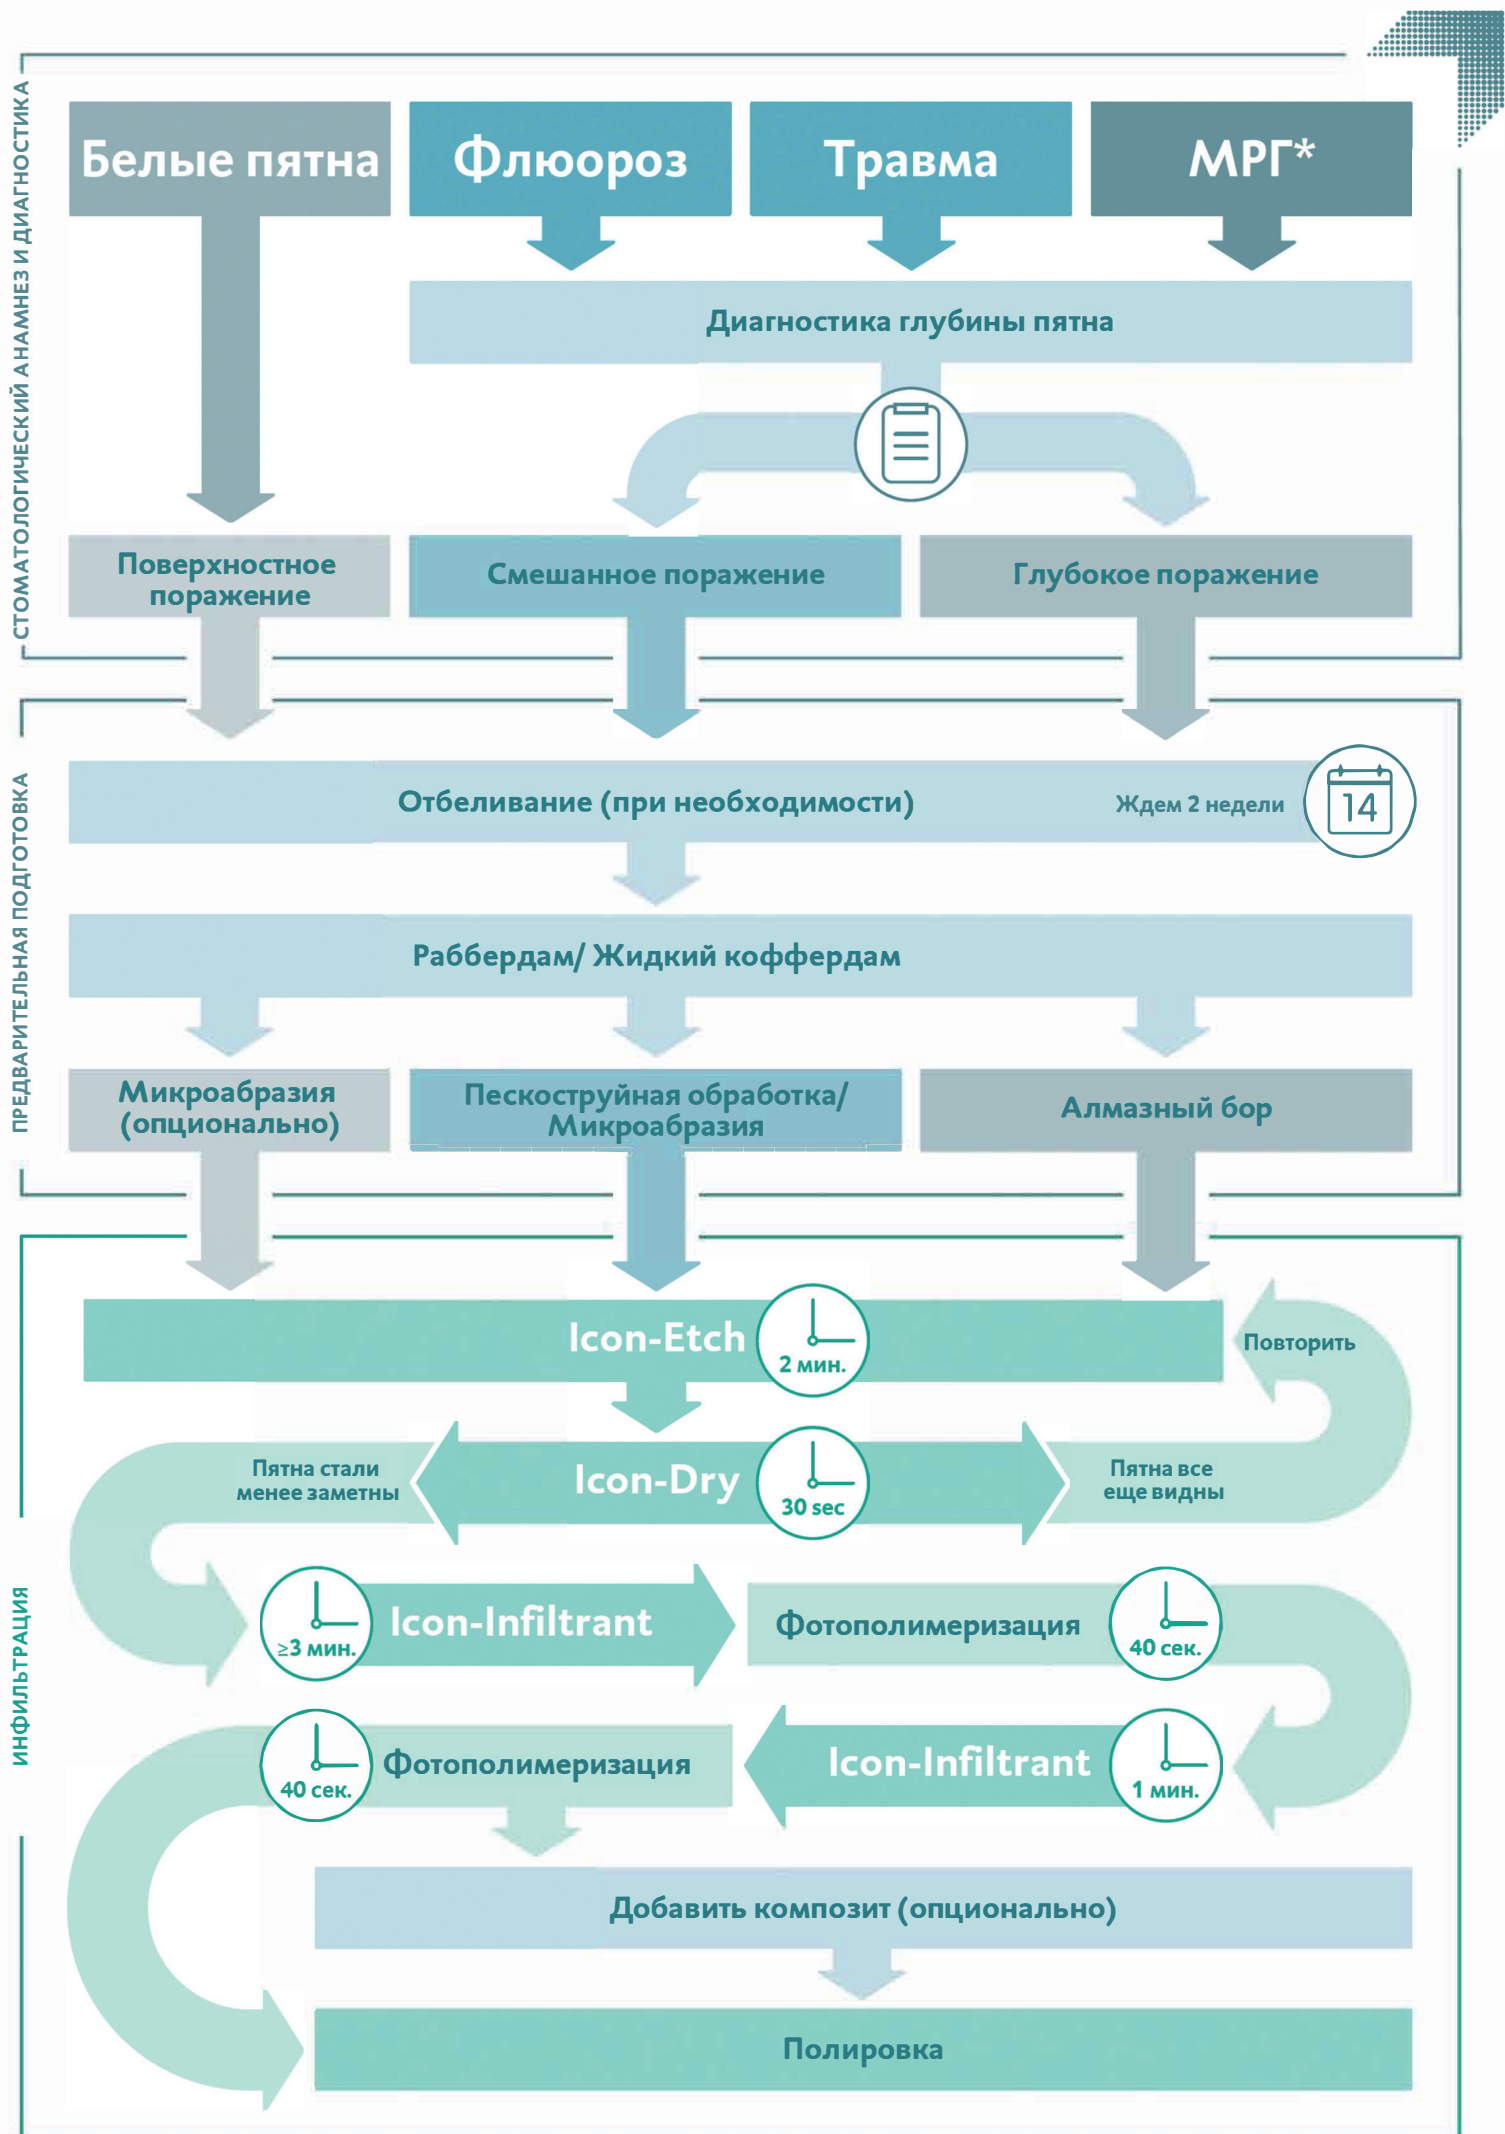 СТОМАТОЛОГИЧЕСКИЙ АНАМНЕЗ И ДИАГНОСТИКА
Белые пятна
Флюороз
Травма
МРГ*
Диагностика глубины пятна
Поверхностное
поражение
Смешанное поражение
Глубокое поражение
ПРЕДВАРИТЕЛЬНАЯ ПОДГОТОВКА
Отбеливание (при необходимости)
Ждем 2 недели
14
Раббердам/ Жидкий коффердам
Микроабразия
(опционально)
Пескоструйная обработка/
Микроабразия
Алмазный бор
ИНФИЛЬТРАЦИЯ
Icon-Etch
2 мин.
Повторить
Пятна стали
менее заметны
Icon-Dry
30 sec
Пятна все
еще видны
≥3 мин.
Icon-Infiltrant
Фотополимеризация
40 сек.
40 сек.
Фотополимеризация
Icon-Infiltrant
1 мин.
Добавить композит (опционально)
Полировка